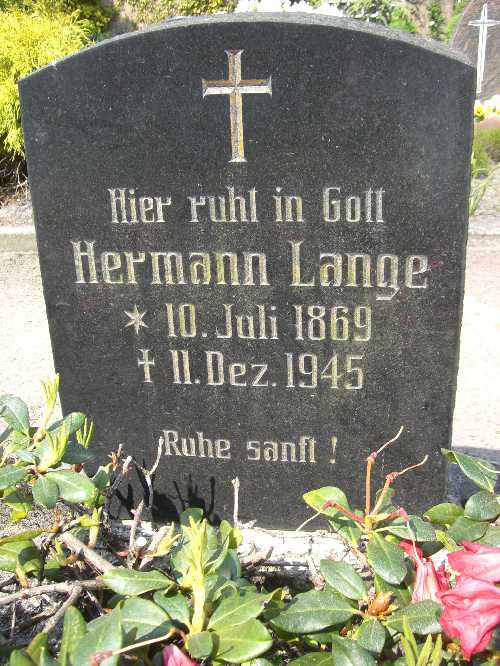 Hier ruht in Gott
Hermann Lange
* 10. Juli 1869
† 11. Dez. 1945
Ruhe sanft!